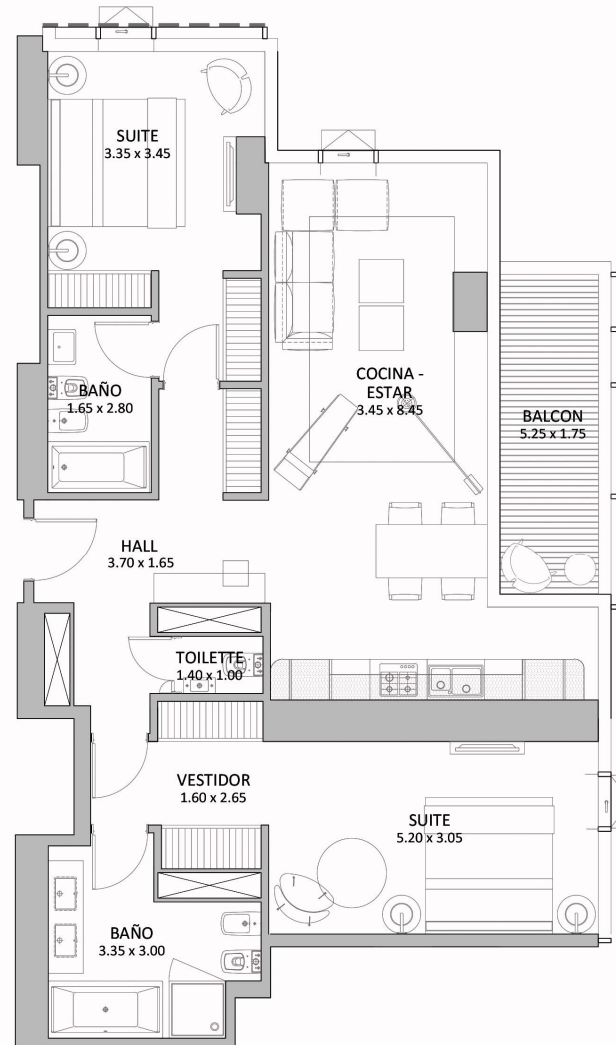 SUITE
3.35 x 3.45
COCINA -
ESTAR
3.45 x 8.45
BAÑO
1.65 x 2.80
BALCON
5.25 x 1.75
HALL
3.70 x 1.65
TOILETTE
1.40 x 1.00
VESTIDOR
1.60 x 2.65
SUITE
5.20 x 3.05
BAÑO
3.35 x 3.00